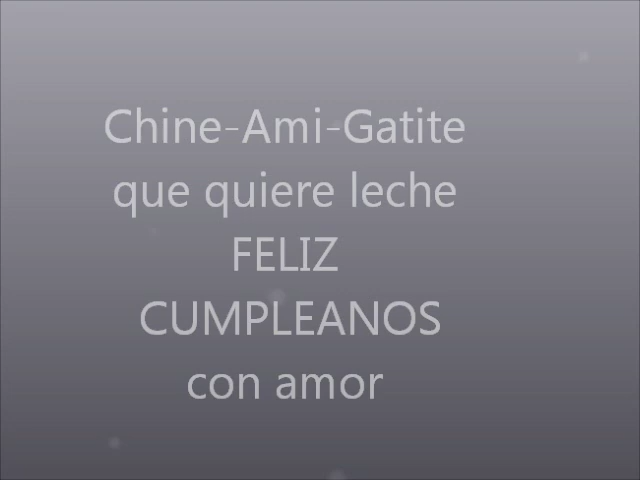 Chine-Ami-Gatite
que quiere leche
FELIZ
CUMPLEANOS
con amor